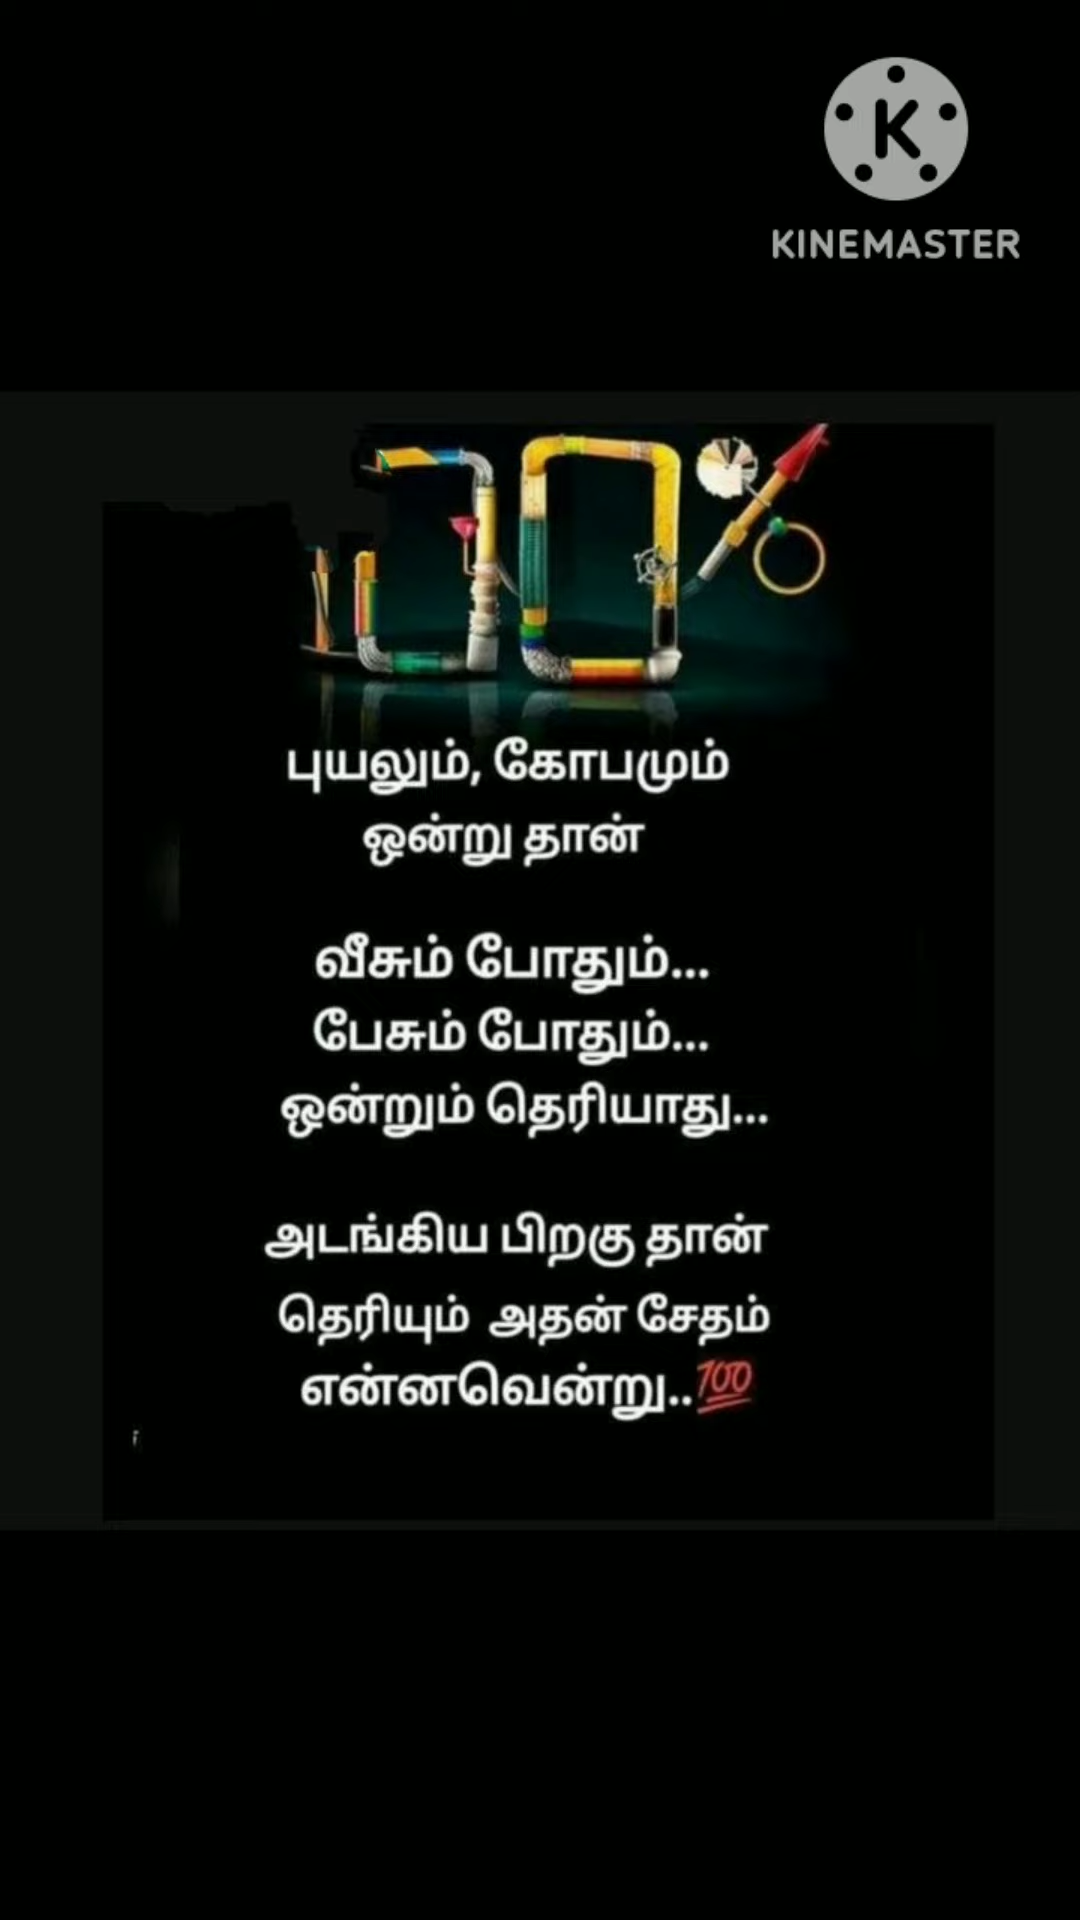 KINEMASTER
புயலும், கோபமும்
ஒன்று தான்
வீசும் போதும்...
பேசும் போதும்...
ஒன்றும் தெரியாது...
அடங்கிய பிறகு தான்
தெரியும் அதன் சேதம்
என்னவென்று..💯